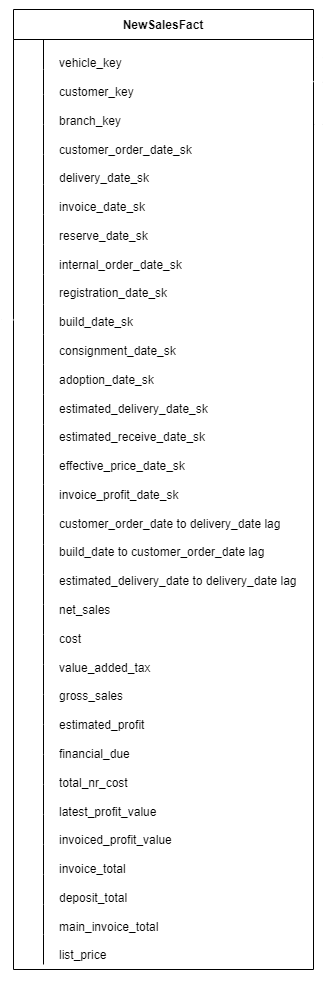 NewSalesFact
vehicle_key
customer_key
branch_key
customer_order_date_sk
delivery_date_sk
invoice_date_sk
reserve_date_sk
internal_order_date_sk
registration_date_sk
build_date_sk
consignment_date_sk
adoption_date_sk
estimated_delivery_date_sk
estimated_receive_date_sk
effective_price_date_sk
invoice_profit_date_sk
customer_order_date to delivery_date lag
build_date to customer_order_date lag
estimated_delivery_date to delivery_date lag
net_sales
cost
value_added_tax
gross_sales
estimated_profit
financial_due
total_nr_cost
latest_profit_value
invoiced_profit_value
invoice_total
deposit_total
main_invoice_total
list_price